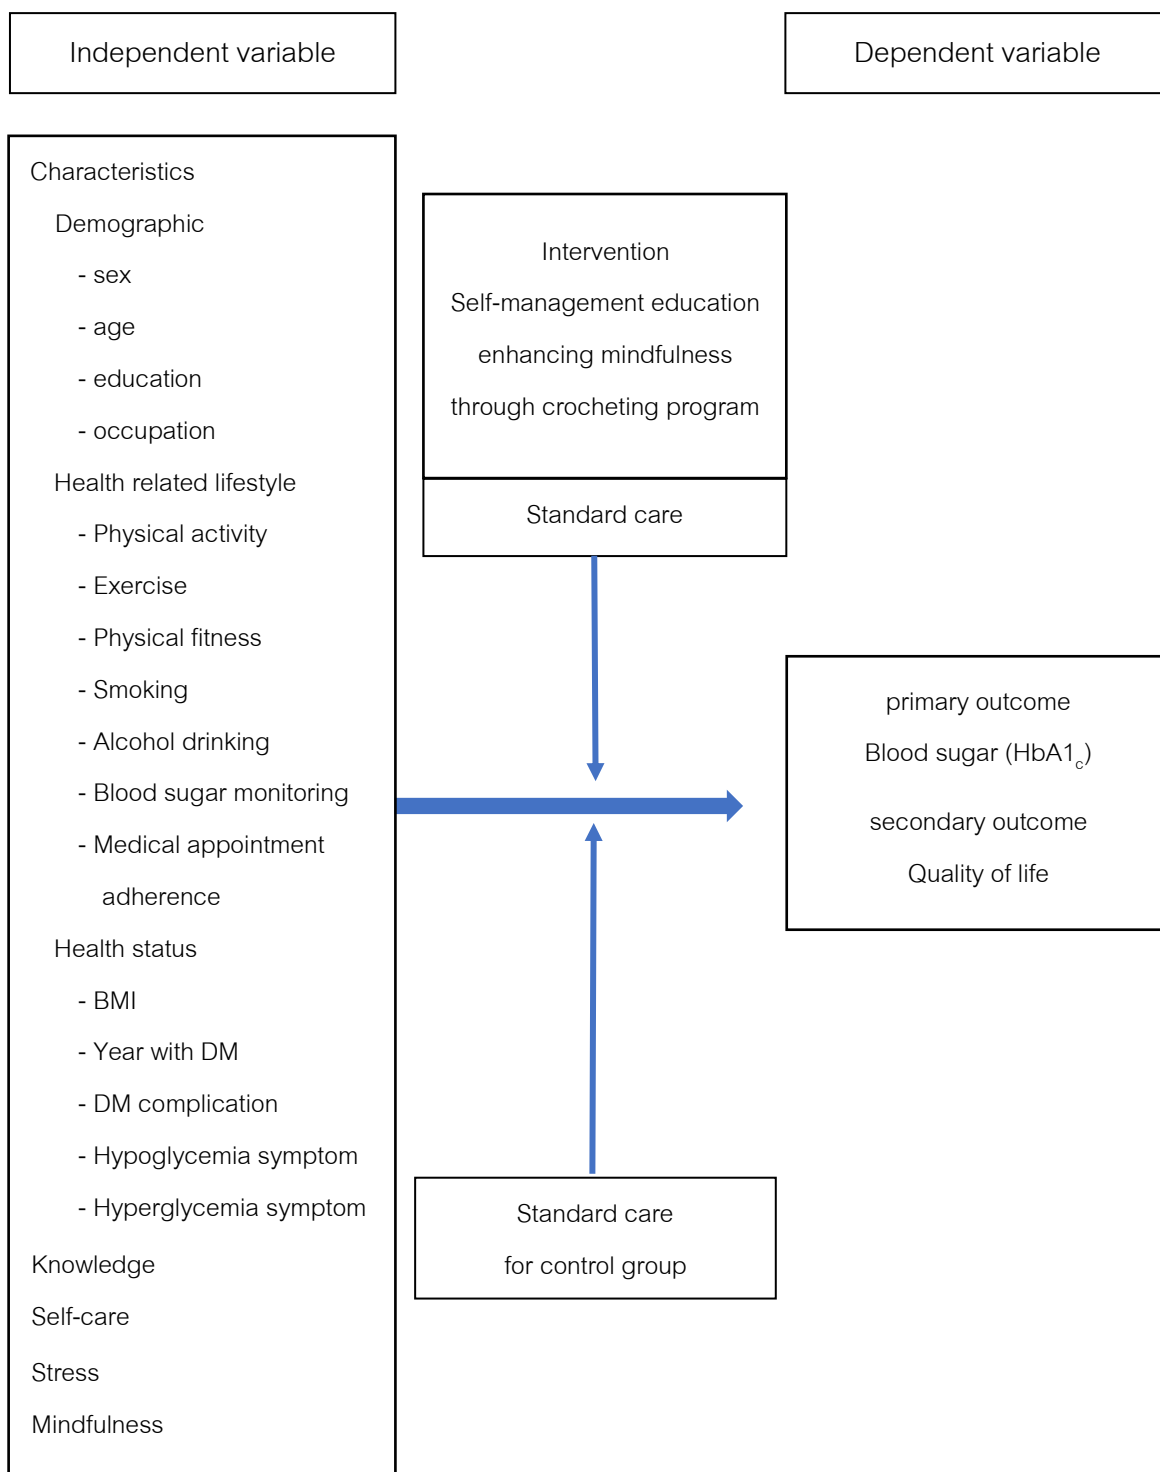 Independent variable
Dependent variable
Characteristics
Demographic
- sex
- age
- education
- occupation
Health related lifestyle
- Physical activity
- Exercise
- Physical fitness
- Smoking
- Alcohol drinking
- Blood sugar monitoring
- Medical appointment
adherence
Health status
- BMI
- Year with DM
- DM complication
- Hypoglycemia symptom
- Hyperglycemia symptom
Knowledge
Self-care
Stress
Mindfulness
Intervention
Self-management education
enhancing mindfulness
through crocheting program
Standard care
Standard care
for control group
primary outcome
Blood sugar (HbA1c)
secondary outcome
Quality of life